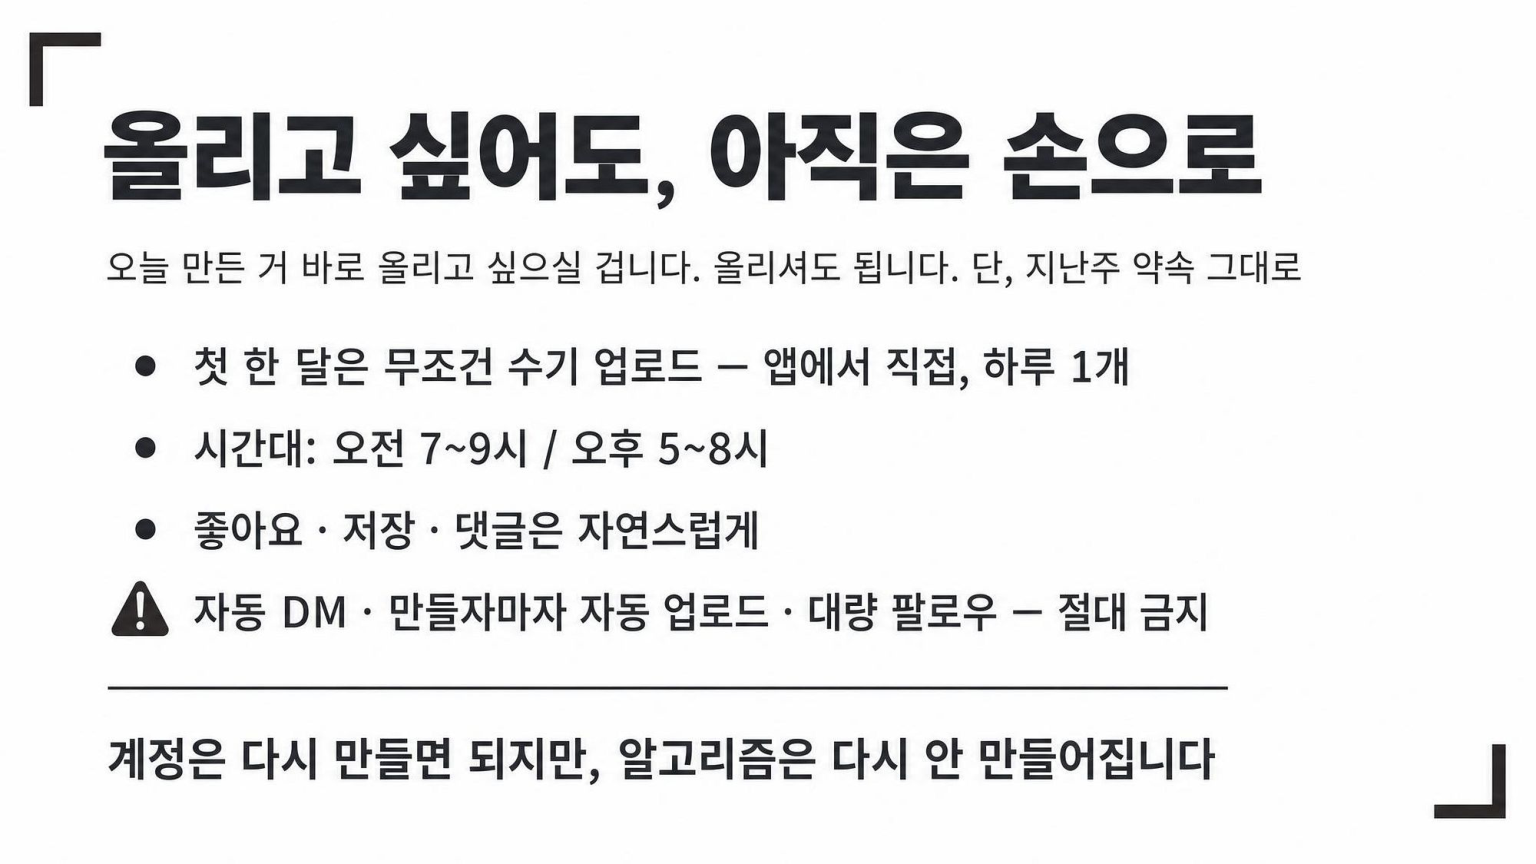 올리고 싶어도, 아직은 손으로
오늘 만든 거 바로 올리고 싶으실 겁니다. 올리셔도 됩니다. 단, 지난주 약속 그대로
● 첫 한 달은 무조건 수기 업로드 — 앱에서 직접, 하루 1개
● 시간대: 오전 7~9시 / 오후 5~8시
● 좋아요 · 저장 · 댓글은 자연스럽게
⚠ 자동 DM · 만들자마자 자동 업로드 · 대량 팔로우 — 절대 금지
계정은 다시 만들면 되지만, 알고리즘은 다시 안 만들어집니다